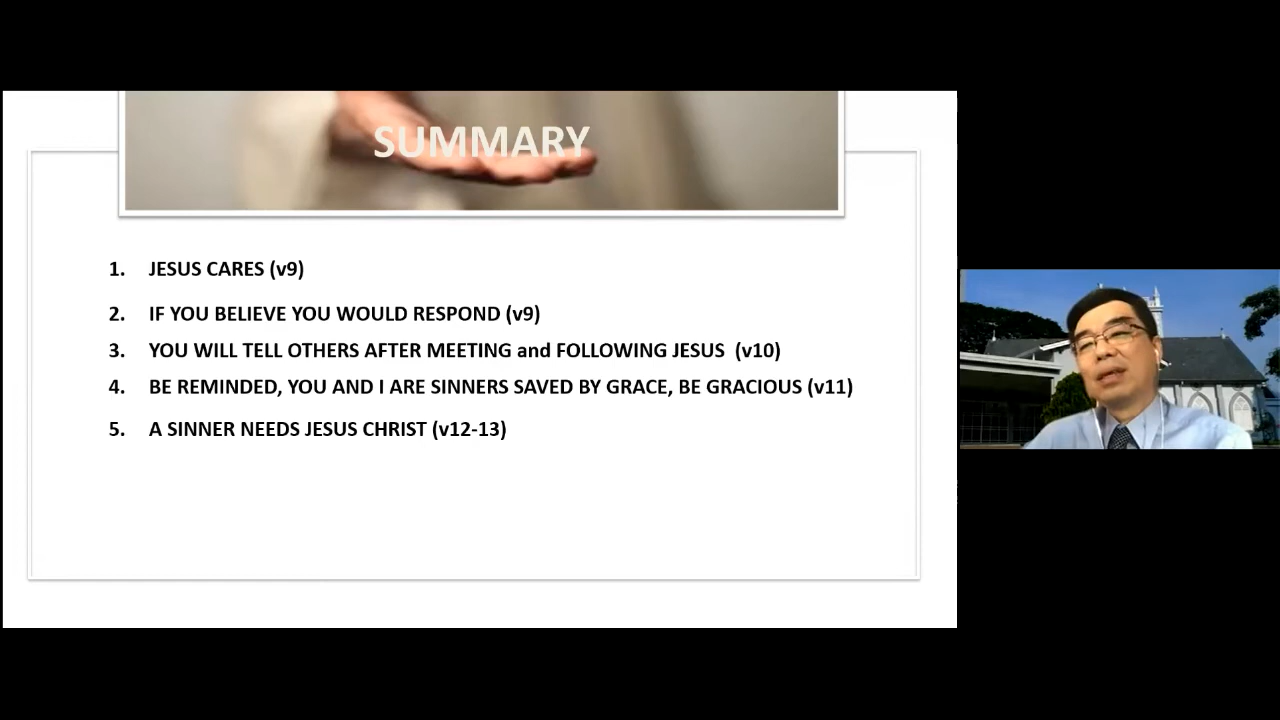 SUMMARY
1. JESUS CARES (v9)
2. IF YOU BELIEVE YOU WOULD RESPOND (v9)
3. YOU WILL TELL OTHERS AFTER MEETING and FOLLOWING JESUS (v10)
4. BE REMINDED, YOU AND I ARE SINNERS SAVED BY GRACE, BE GRACIOUS (v11)
5. A SINNER NEEDS JESUS CHRIST (v12-13)